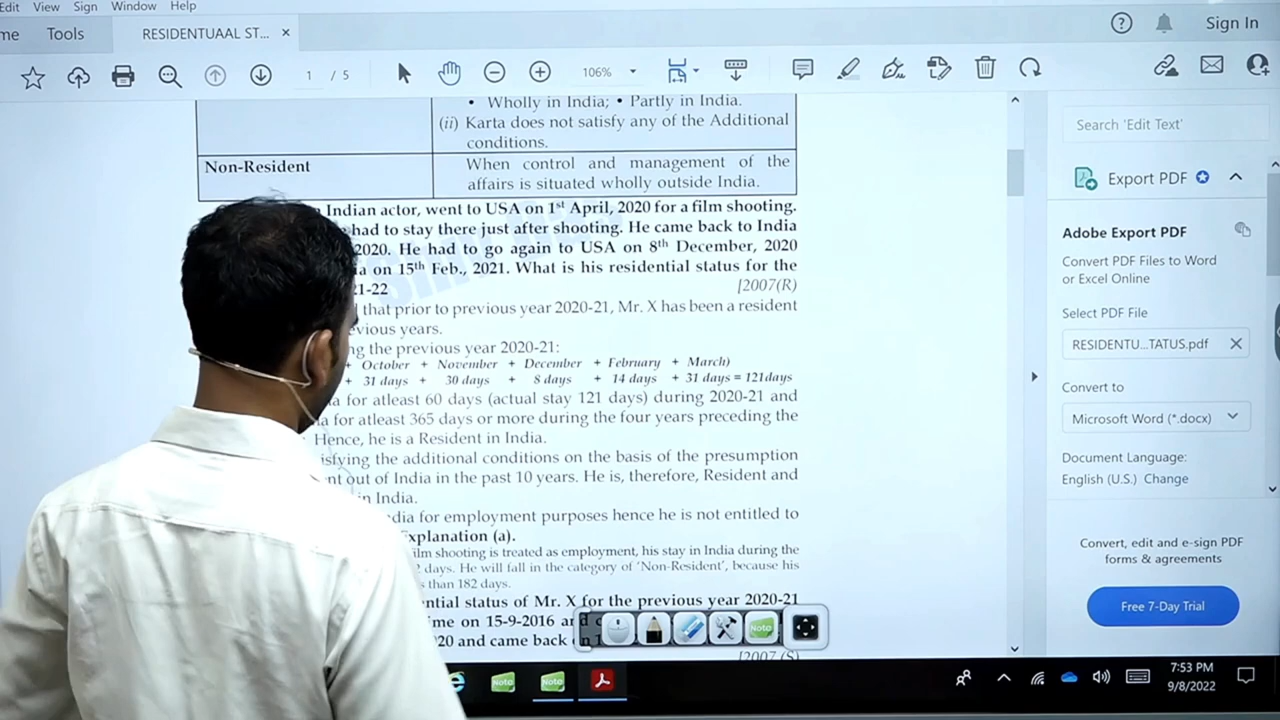 Edit View Sign Window Help
me Tools RESIDENTUAAL ST... × Sign In
1 / 5 106%
• Wholly in India; • Partly in India.
(ii) Karta does not satisfy any of the Additional
conditions.
Non-Resident When control and management of the
affairs is situated wholly outside India.
Indian actor, went to USA on 1st April, 2020 for a film shooting.
had to stay there just after shooting. He came back to India
2020. He had to go again to USA on 8th December, 2020
ia on 15th Feb., 2021. What is his residential status for the
21-22 [2007(R)
that prior to previous year 2020-21, Mr. X has been a resident
evious years.
ng the previous year 2020-21:
+ October + November + December + February + March)
+ 31 days + 30 days + 8 days + 14 days + 31 days = 121days
ia for atleast 60 days (actual stay 121 days) during 2020-21 and
ia for atleast 365 days or more during the four years preceding the
Hence, he is a Resident in India.
isfying the additional conditions on the basis of the presumption
nt out of India in the past 10 years. He is, therefore, Resident and
in India.
dia for employment purposes hence he is not entitled to
Explanation (a).
ilm shooting is treated as employment, his stay in India during the
days. He will fall in the category of 'Non-Resident', because his
s than 182 days.
ntial status of Mr. X for the previous year 2020-21
me on 15-9-2016 and
20 and came back
[2007 (S)
Search 'Edit Text'
Export PDF
Adobe Export PDF
Convert PDF Files to Word
or Excel Online
Select PDF File
RESIDENTU...TATUS.pdf ×
Convert to
Microsoft Word (*.docx)
Document Language:
English (U.S.) Change
Convert, edit and e-sign PDF
forms & agreements
Free 7-Day Trial
Note
Note Note
7:53 PM
9/8/2022